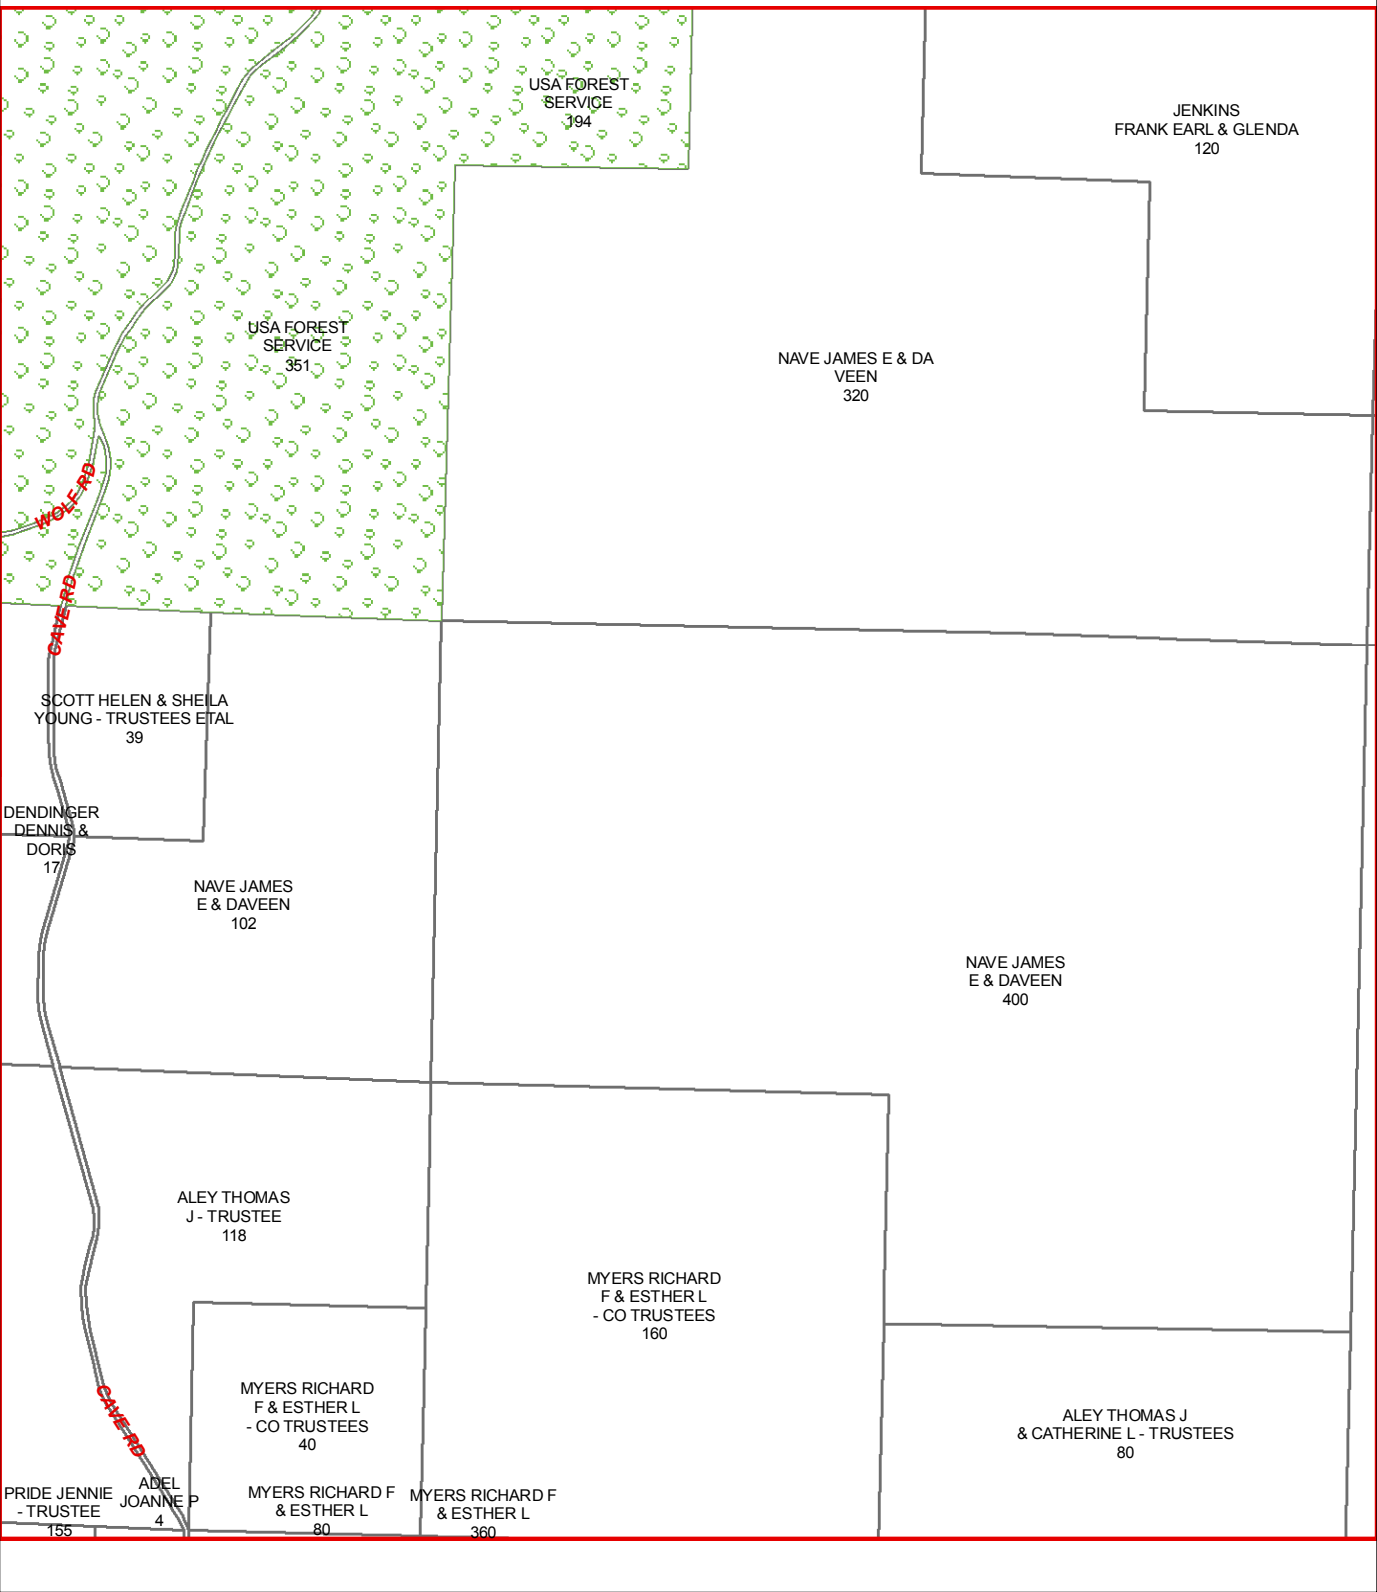 USA FOREST
SERVICE
194
JENKINS
FRANK EARL & GLENDA
120
USA FOREST
SERVICE
351
NAVE JAMES E & DA
VEEN
320
WOLF RD
CAVE RD
SCOTT HELEN & SHEILA
YOUNG - TRUSTEES ETAL
39
DENDINGER
DENNIS &
DORIS
17
NAVE JAMES
E & DAVEEN
102
NAVE JAMES
E & DAVEEN
400
ALEY THOMAS
J - TRUSTEE
118
MYERS RICHARD
F & ESTHER L
- CO TRUSTEES
160
CAVE RD
MYERS RICHARD
F & ESTHER L
- CO TRUSTEES
40
ALEY THOMAS J
& CATHERINE L - TRUSTEES
80
PRIDE JENNIE
- TRUSTEE
155
ADEL
JOANNE P
4
MYERS RICHARD F
& ESTHER L
80
MYERS RICHARD F
& ESTHER L
360